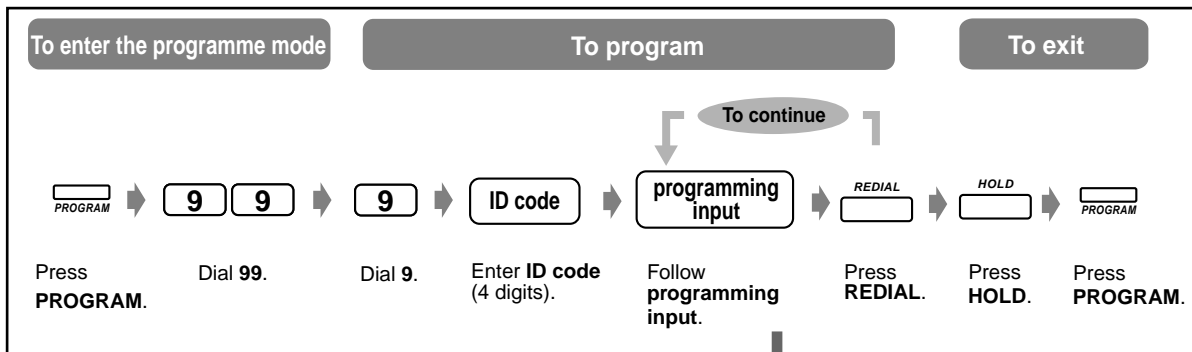 To enter the programme mode
To program
To exit
To continue
PROGRAM
9 9
9
ID code
programming
input
REDIAL
HOLD
PROGRAM
Press
PROGRAM.
Dial 99.
Dial 9.
Enter ID code
(4 digits).
Follow
programming
input.
Press
REDIAL.
Press
HOLD.
Press
PROGRAM.